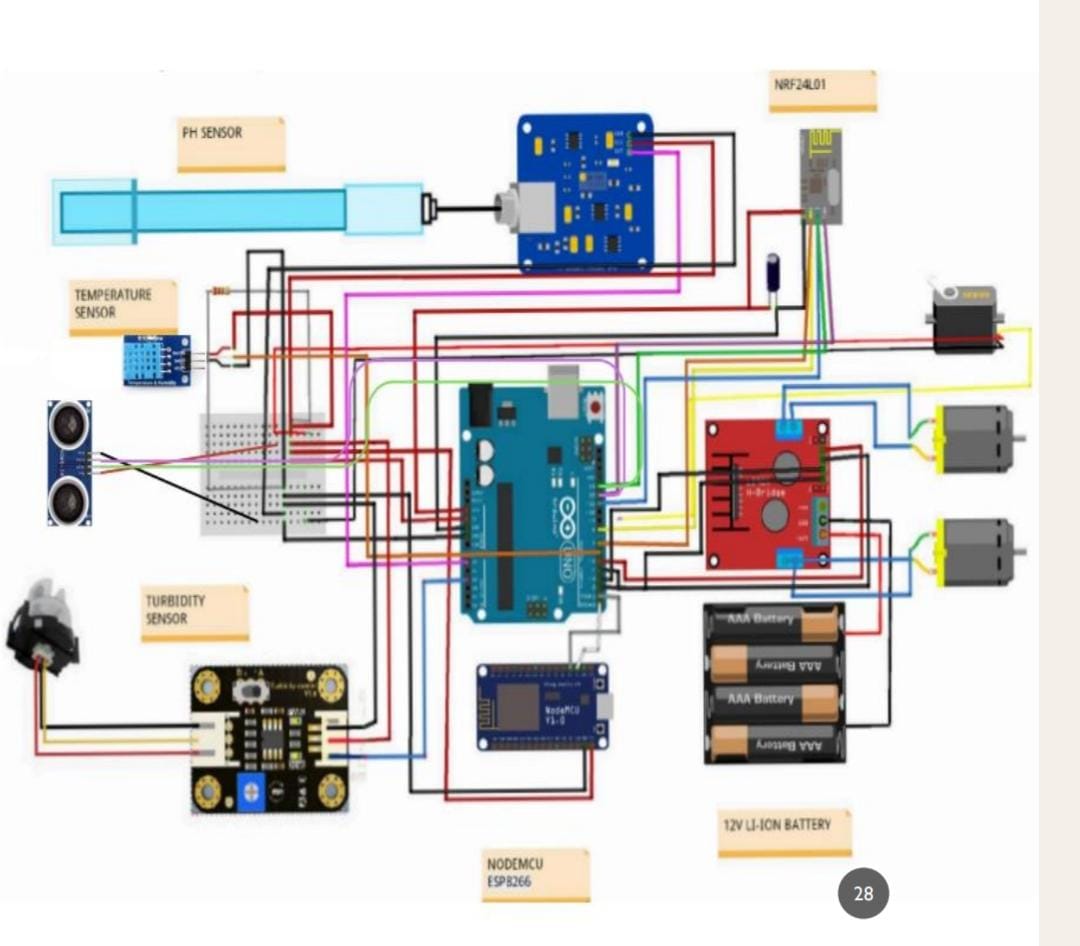 NRF24L01
PH SENSOR
TEMPERATURE
SENSOR
UNO
H-Bridge
TURBIDITY
SENSOR
NodeMCU
V1.0
AAA Battery
AAA Battery
AAA Battery
AAA Battery
12V LI-ION BATTERY
NODEMCU
ESP8266
28